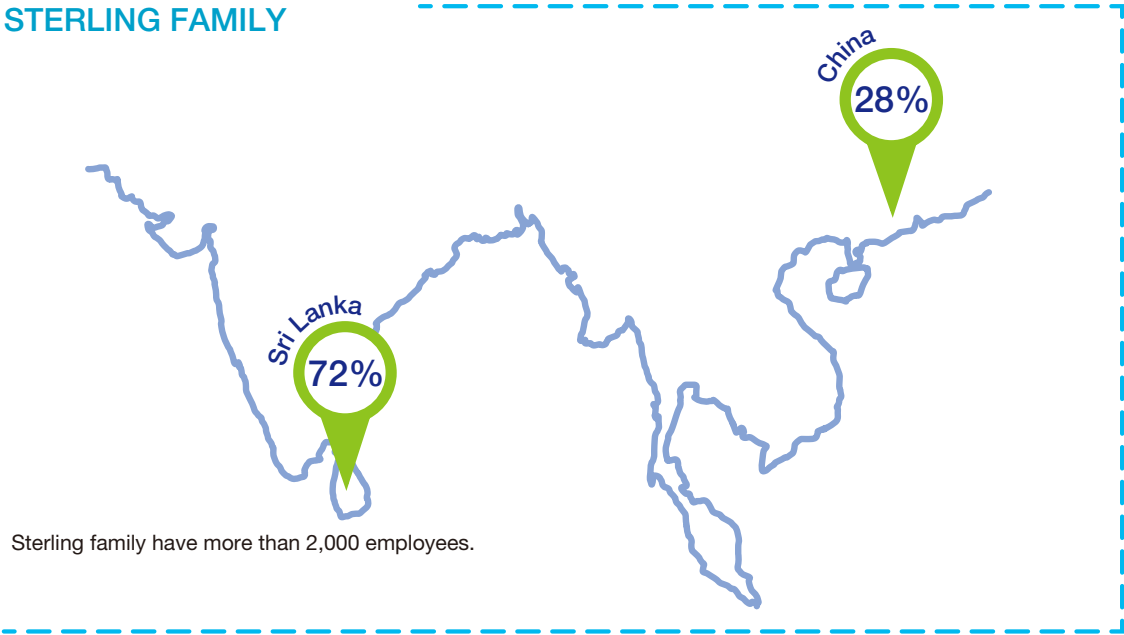 STERLING FAMILY
China
28%
Sri Lanka
72%
Sterling family have more than 2,000 employees.